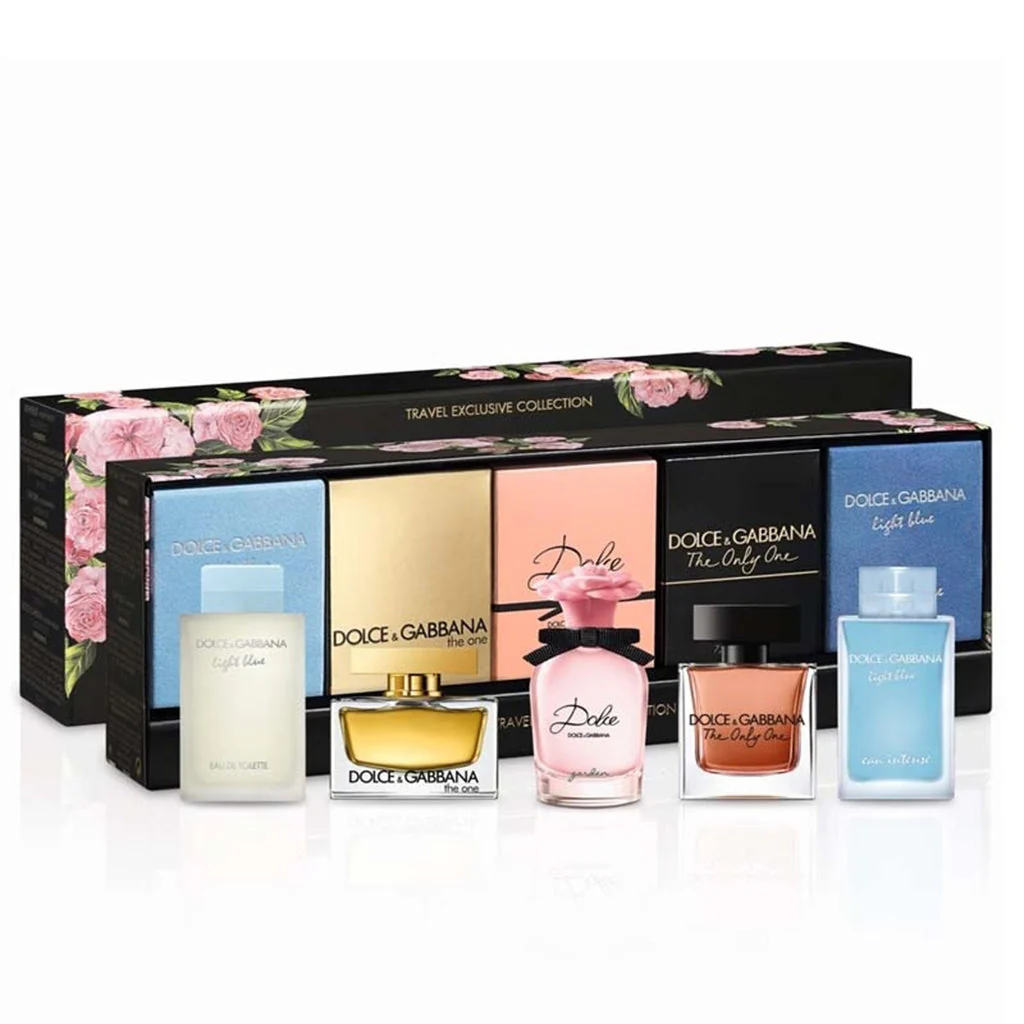 TRAVEL EXCLUSIVE COLLECTION
DOLCE & GABBANA
DOLCE & GABBANA
the one
Dolce
DOLCE & GABBANA
The Only One
DOLCE & GABBANA
light blue
DOLCE & GABBANA
light blue
EAU DE TOILETTE
DOLCE & GABBANA
the one
Dolce
DOLCE & GABBANA
garden
DOLCE & GABBANA
The Only One
DOLCE & GABBANA
light blue
eau intense